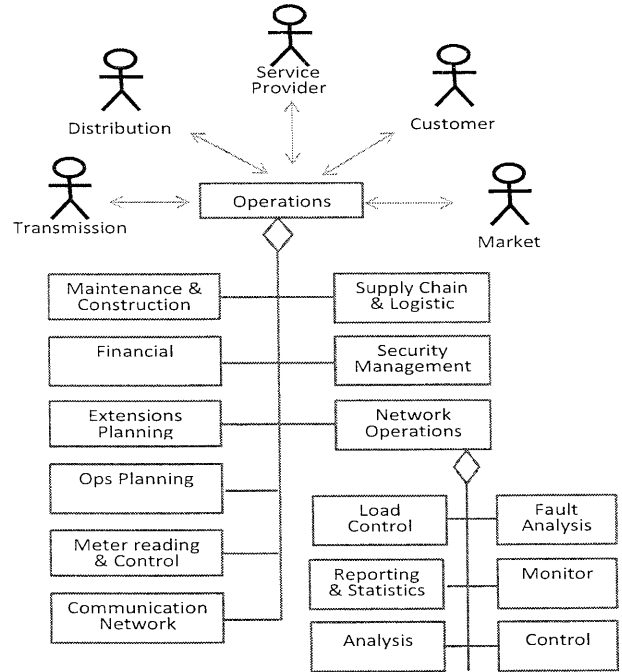 Service
Provider
Distribution
Customer
Transmission
Operations
Market
Maintenance &
Construction
Supply Chain
& Logistic
Financial
Security
Management
Extensions
Planning
Network
Operations
Ops Planning
Load
Control
Fault
Analysis
Meter reading
& Control
Reporting
& Statistics
Monitor
Communication
Network
Analysis
Control